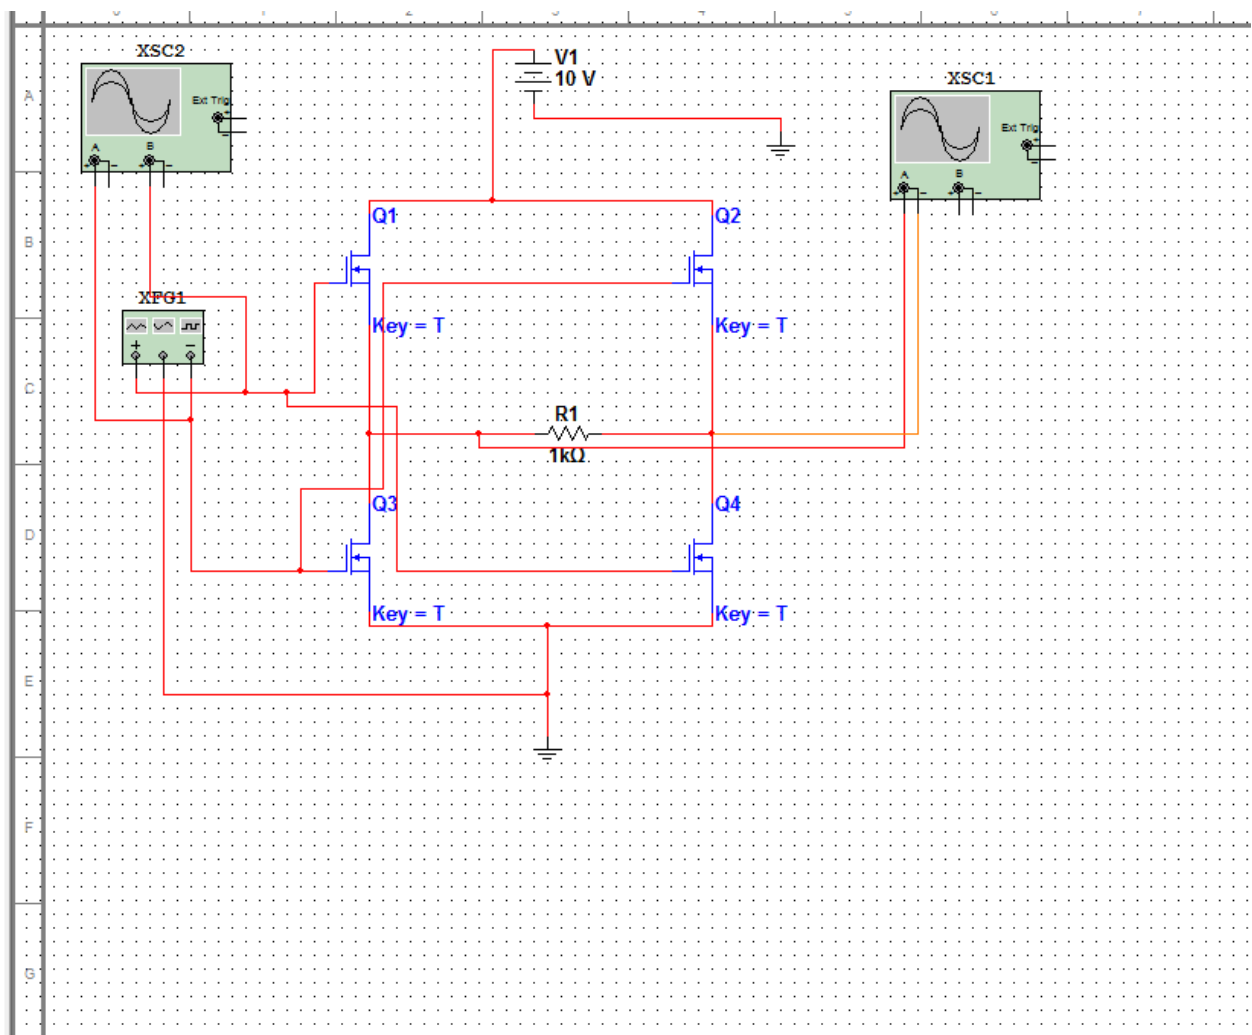 XSC2
V1
10 V
XSC1
Ext Trig
Ext Trig
A
A B
A B
Q1 Q2
B
XFG1
Key = T Key = T
C
R1
1kΩ
Q3 Q4
D
Key = T Key = T
E
F
G